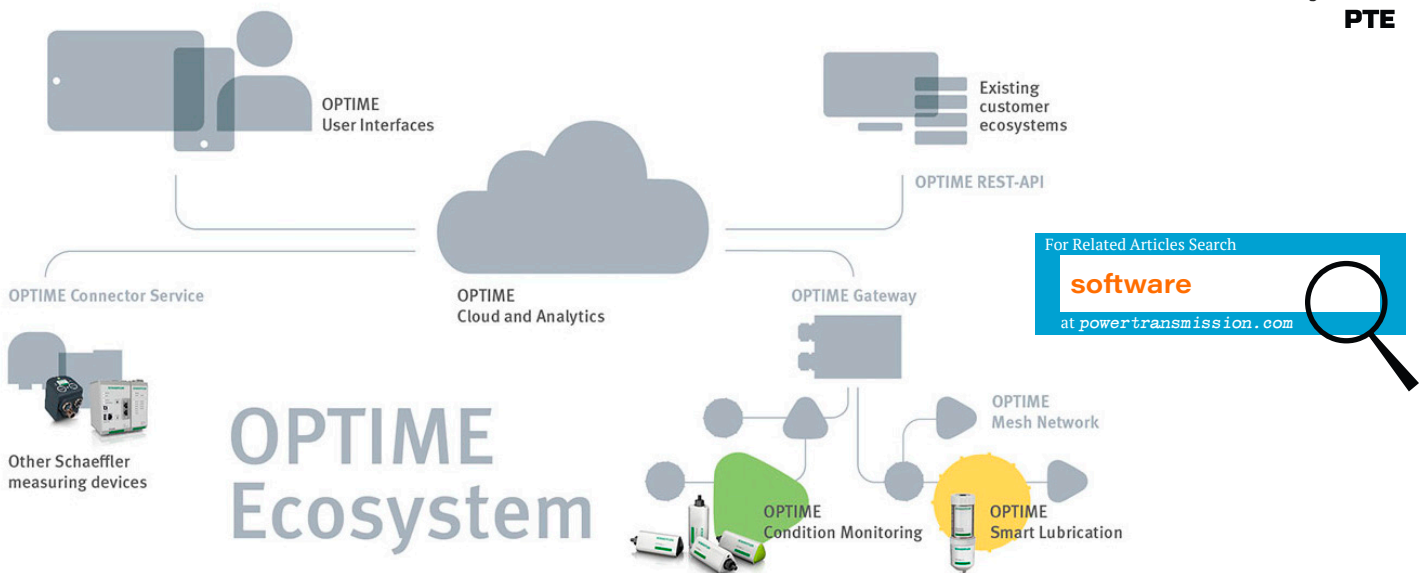 PTE
OPTIME
User Interfaces
Existing
customer
ecosystems
OPTIME REST-API
For Related Articles Search
software
at powertransmission.com
OPTIME Connector Service
OPTIME
Cloud and Analytics
OPTIME Gateway
Other Schaeffler
measuring devices
OPTIME
Ecosystem
OPTIME
Mesh Network
OPTIME
Condition Monitoring
OPTIME
Smart Lubrication